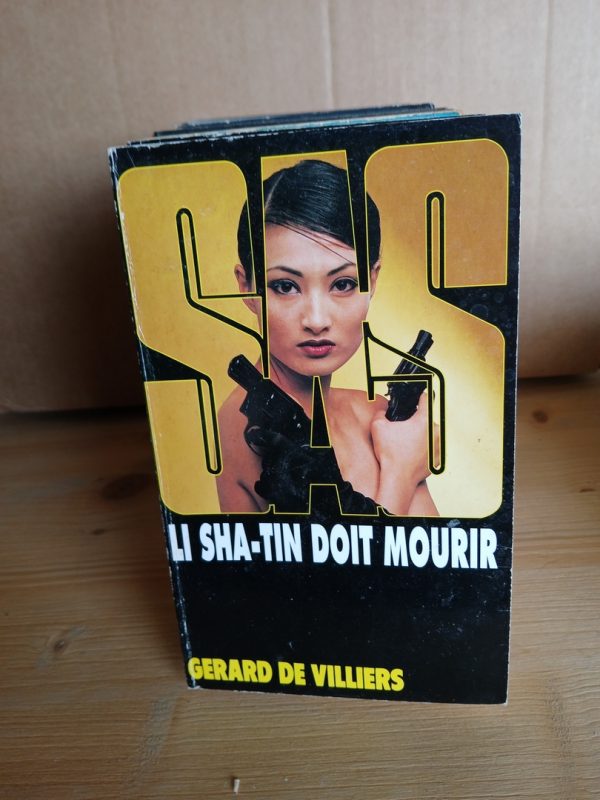 SAS
LI SHA-TIN DOIT MOURIR
GERARD DE VILLIERS